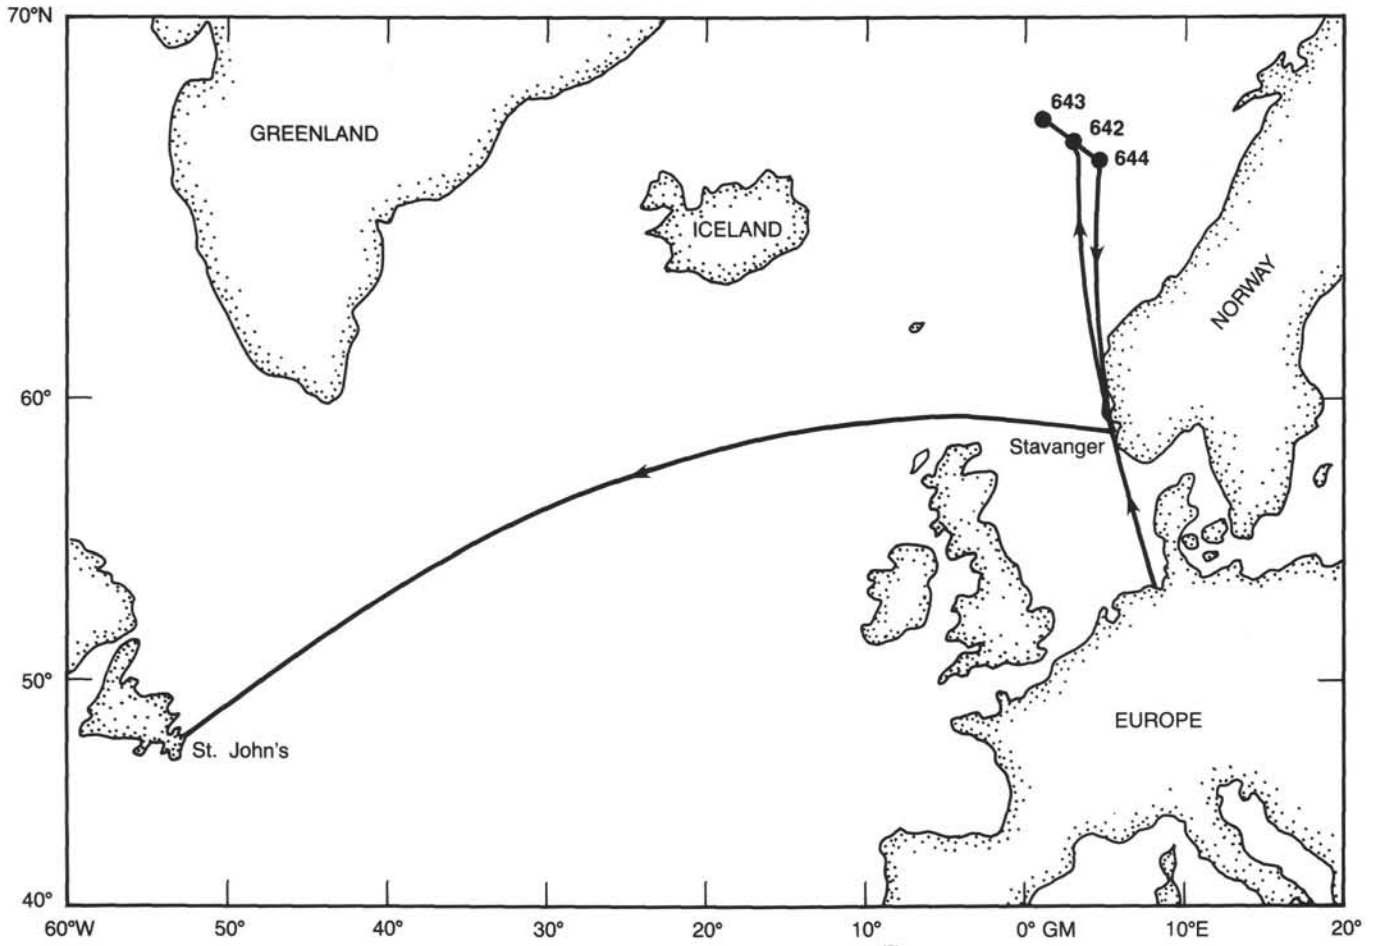 70°N
643
642
644
GREENLAND
ICELAND
NORWAY
60°
Stavanger
50°
EUROPE
St. John's
40°
60°W
50°
40°
30°
20°
10°
0° GM
10°E
20°